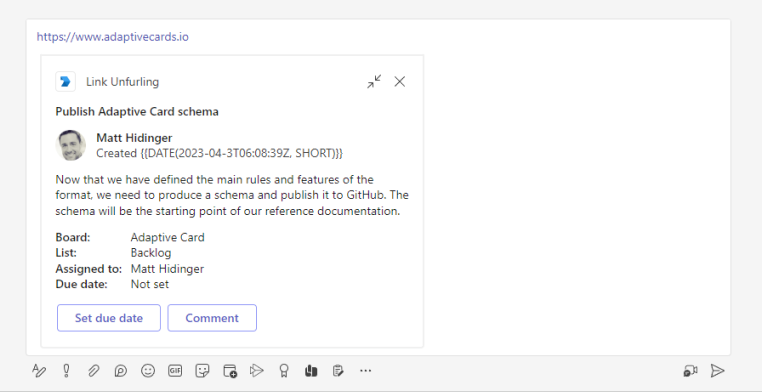 https://www.adaptivecards.io
Link Unfurling
Publish Adaptive Card schema
Matt Hidinger
Created {{DATE(2023-04-3T06:08:39Z, SHORT)}}
Now that we have defined the main rules and features of the
format, we need to produce a schema and publish it to GitHub. The
schema will be the starting point of our reference documentation.
Board: Adaptive Card
List: Backlog
Assigned to: Matt Hidinger
Due date: Not set
Set due date Comment
GIF